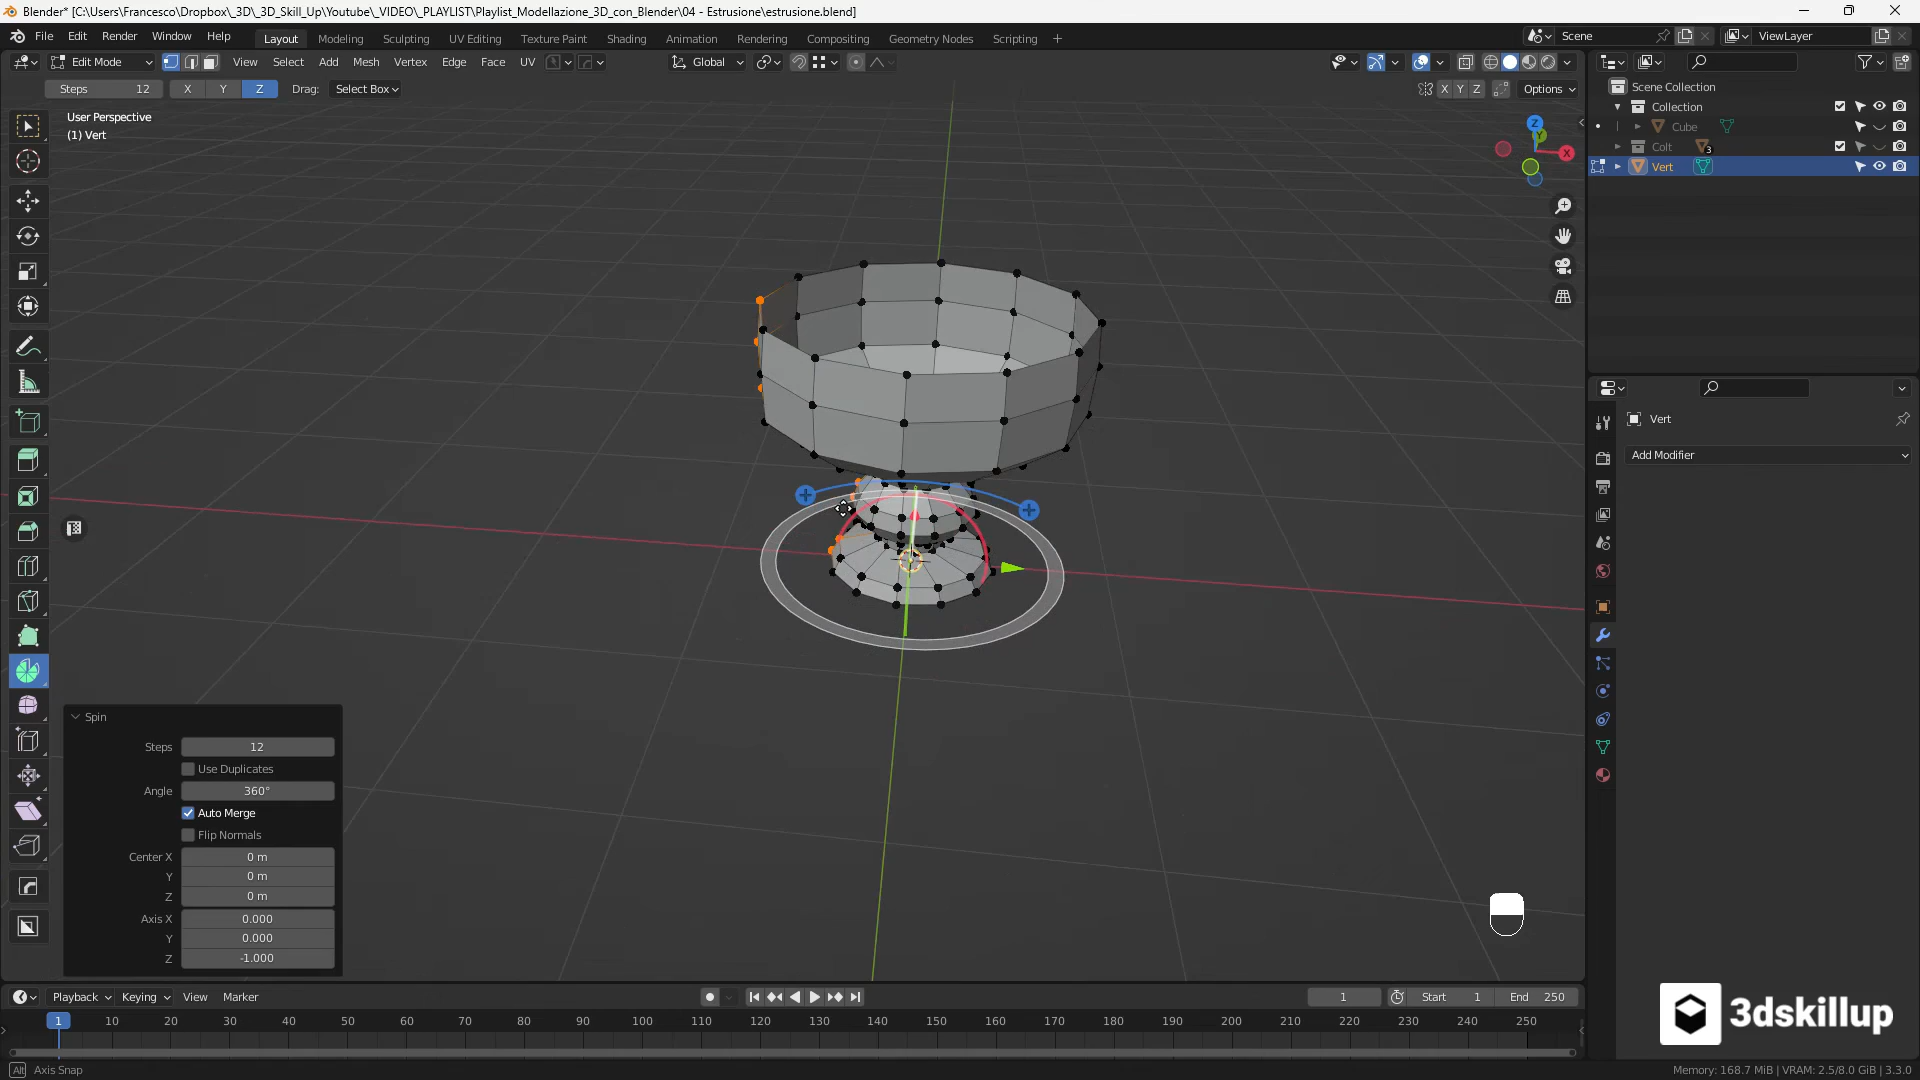 Blender* [C:\Users\Francesco\Dropbox\_3D\_3D_Skill_Up\Youtube\_VIDEO\_PLAYLIST\Playlist_Modellazione_3D_con_Blender\04 - Estrusione\estrusione.blend]
File Edit Render Window Help Layout Modeling Sculpting UV Editing Texture Paint Shading Animation Rendering Compositing Geometry Nodes Scripting + Scene ViewLayer
Edit Mode View Select Add Mesh Vertex Edge Face UV Global
Steps 12 X Y Z Drag: Select Box X Y Z Options
User Perspective
(1) Vert
Z
Y
X
Scene Collection
Collection
Cube
Colt 3
Vert
Vert
Add Modifier
Spin
Steps 12
Use Duplicates
Angle 360°
Auto Merge
Flip Normals
Center X 0 m
Y 0 m
Z 0 m
Axis X 0.000
Y 0.000
Z -1.000
Playback Keying View Marker 1 Start 1 End 250
1 10 20 30 40 50 60 70 80 90 100 110 120 130 140 150 160 170 180 190 200 210 220 230 240 250
3dskillup
Alt Axis Snap Memory: 168.7 MiB | VRAM: 2.5/8.0 GiB | 3.3.0